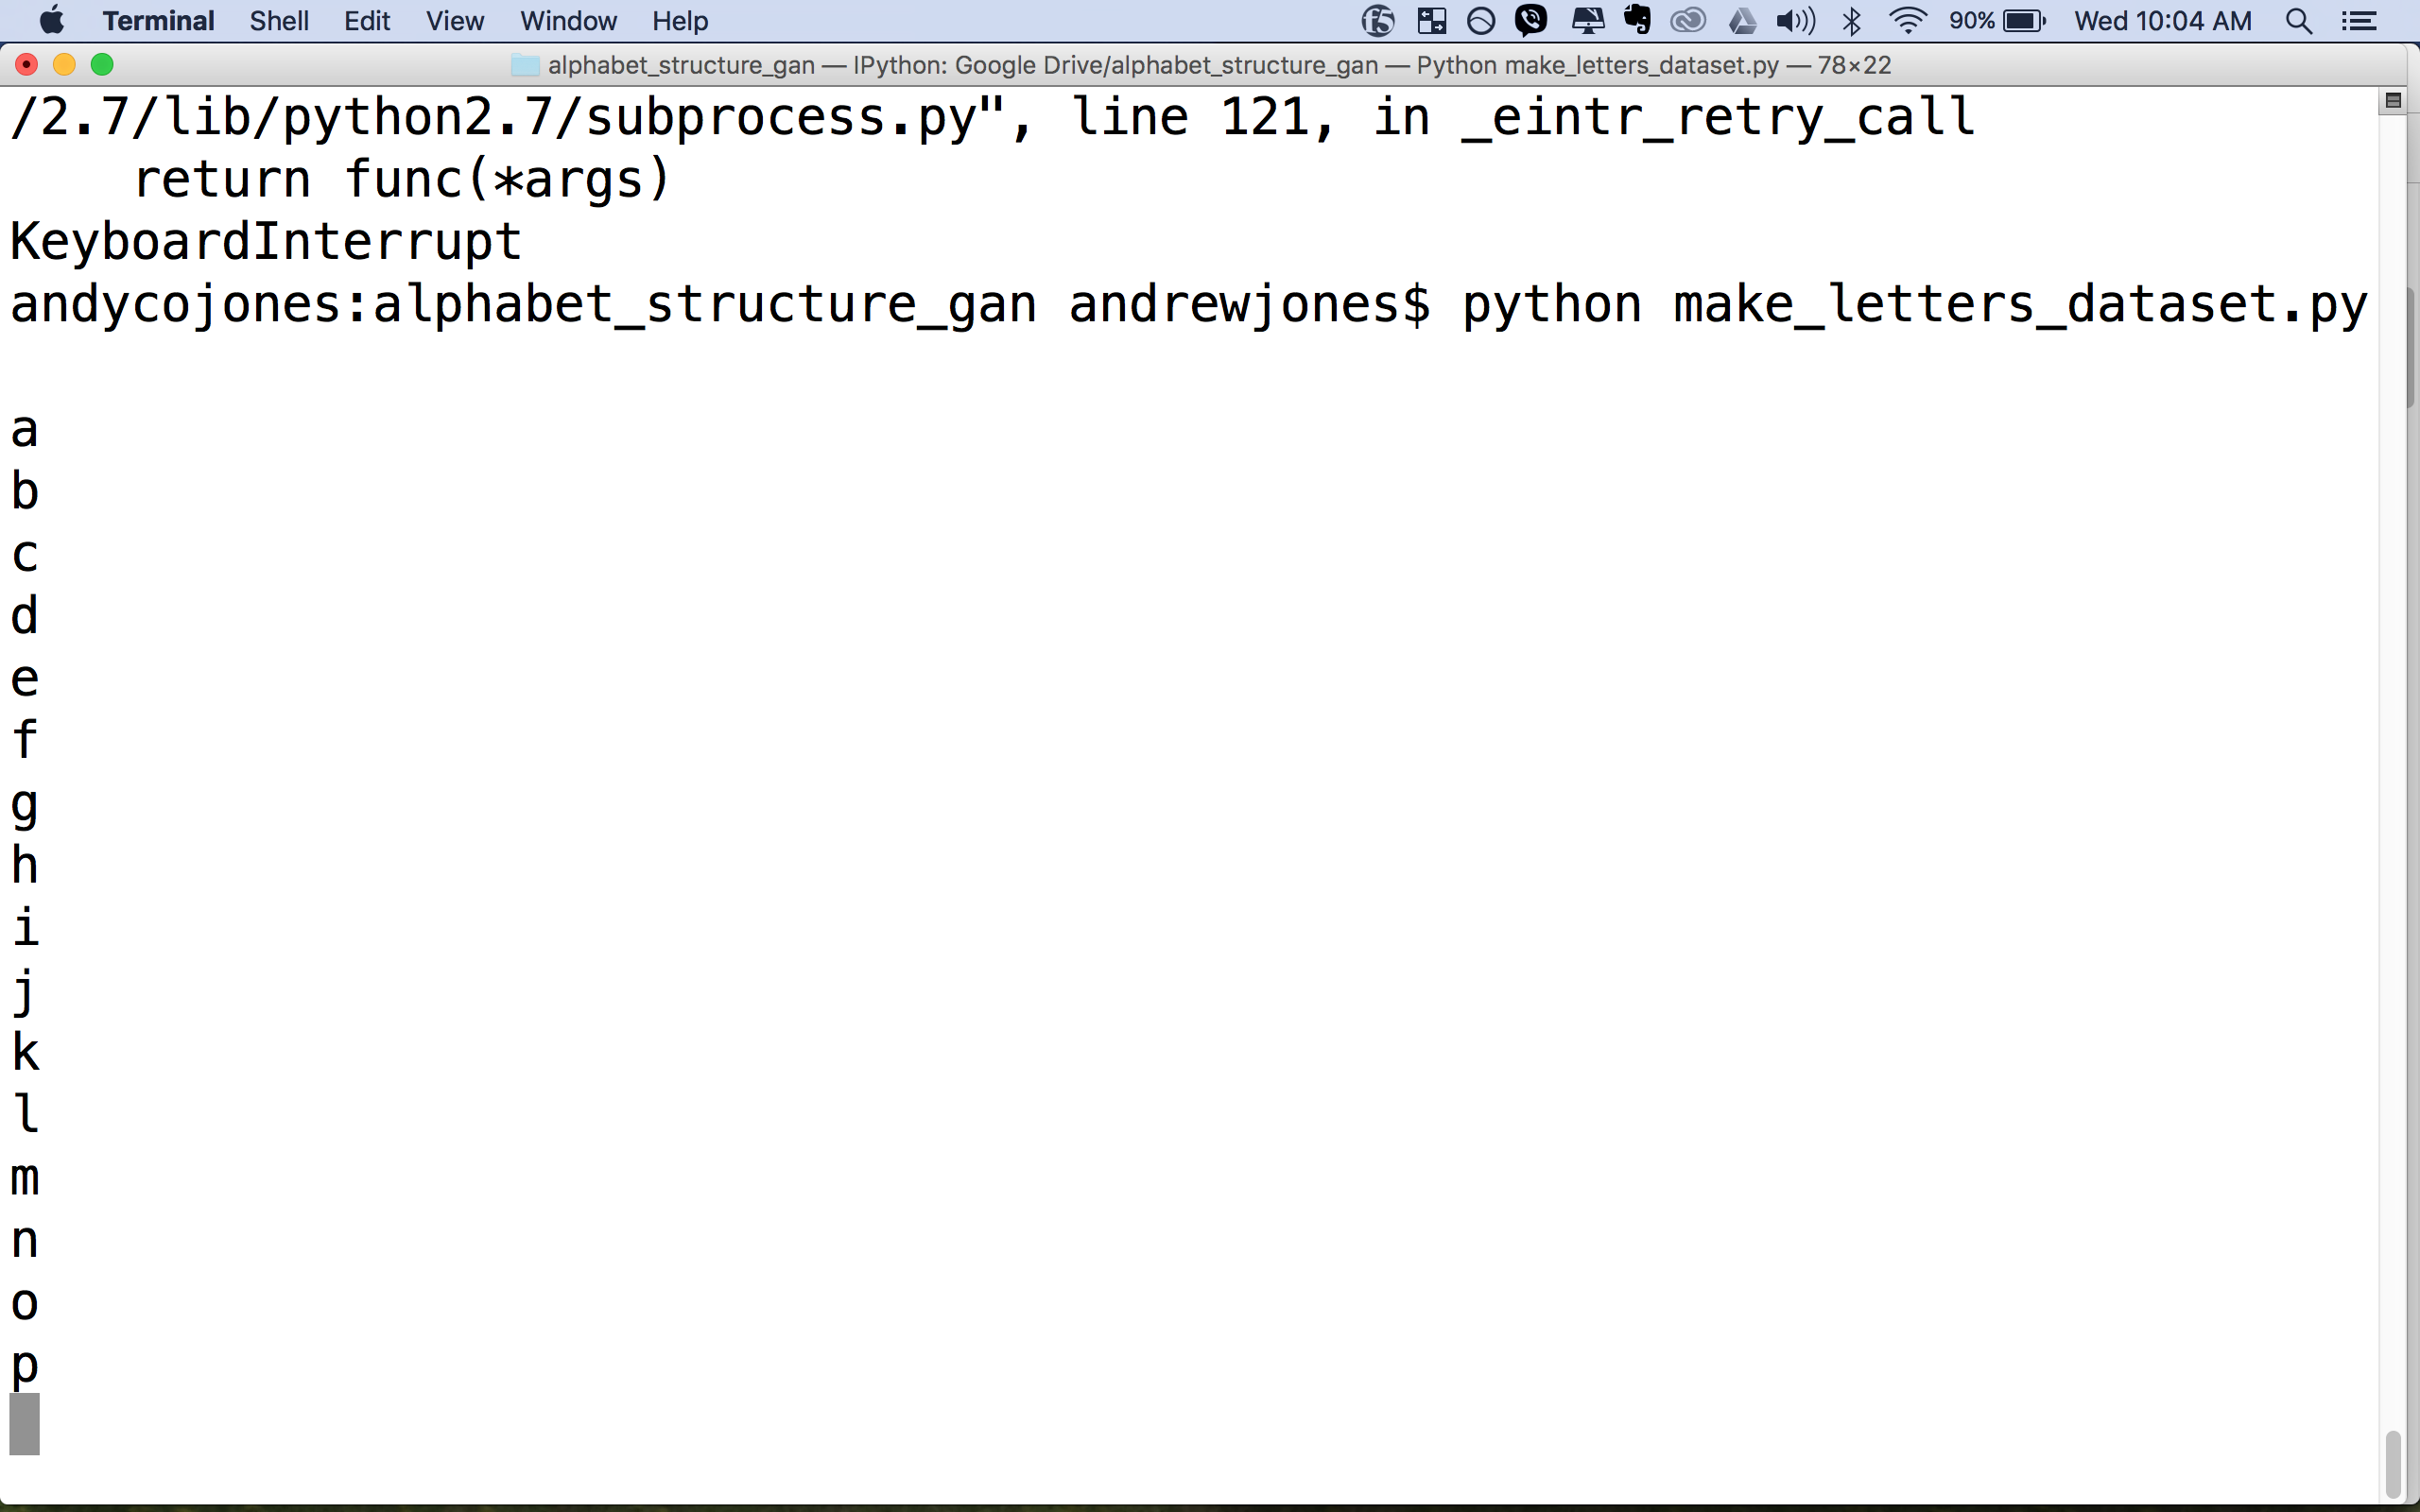 Terminal Shell Edit View Window Help f5 90% Wed 10:04 AM
alphabet_structure_gan — IPython: Google Drive/alphabet_structure_gan — Python make_letters_dataset.py — 78×22
/2.7/lib/python2.7/subprocess.py", line 121, in _eintr_retry_call
    return func(*args)
KeyboardInterrupt
andycojones:alphabet_structure_gan andrewjones$ python make_letters_dataset.py
a
b
c
d
e
f
g
h
i
j
k
l
m
n
o
p